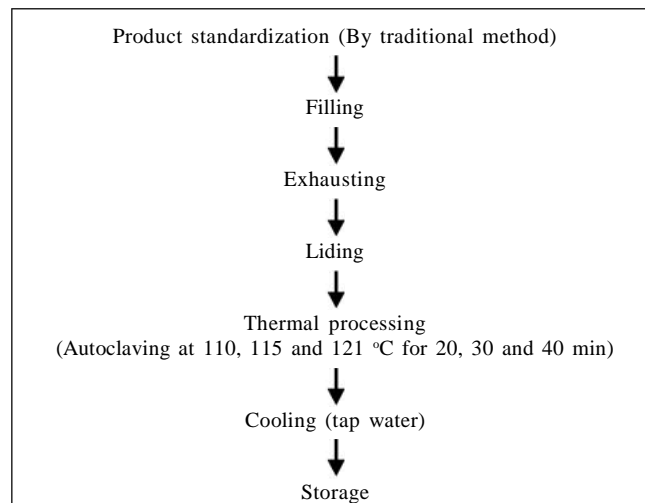 Product standardization (By traditional method)
Filling
Exhausting
Liding
Thermal processing
(Autoclaving at 110, 115 and 121 °C for 20, 30 and 40 min)
Cooling (tap water)
Storage